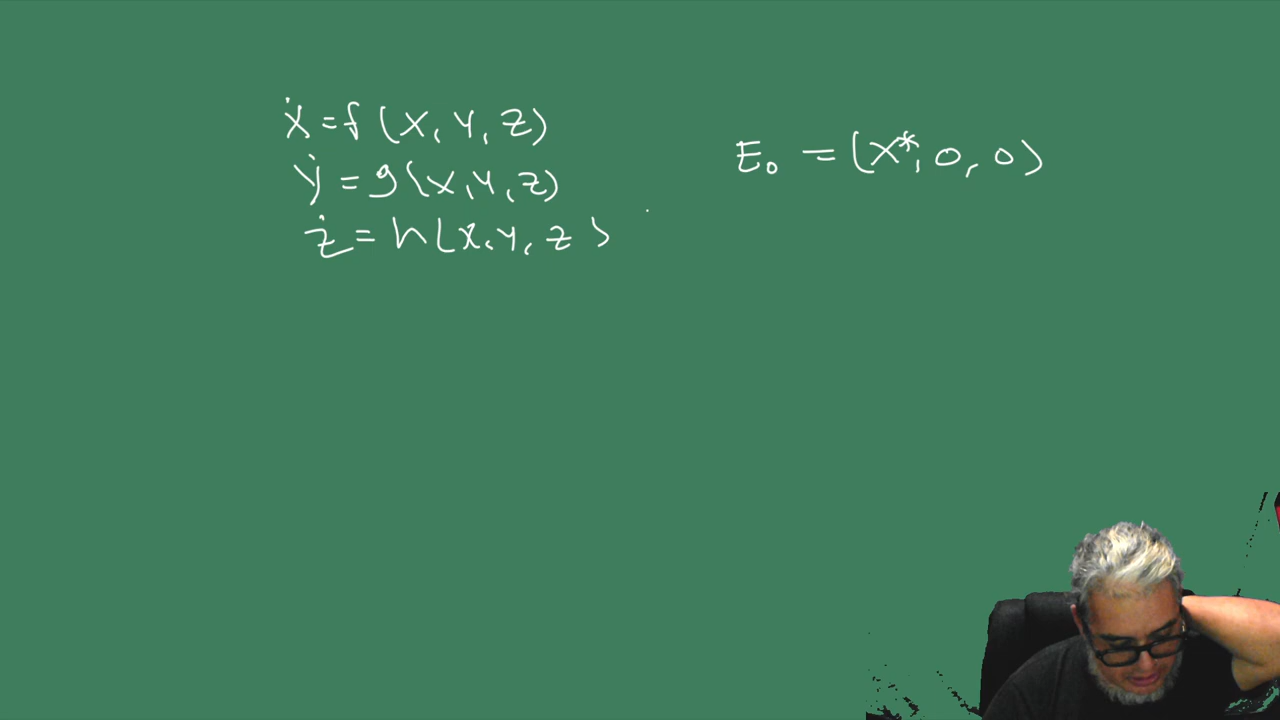 ẋ = f(x, y, z)
ẏ = g(x, y, z)
ż = h(x, y, z)
E₀ = (x*, 0, 0)